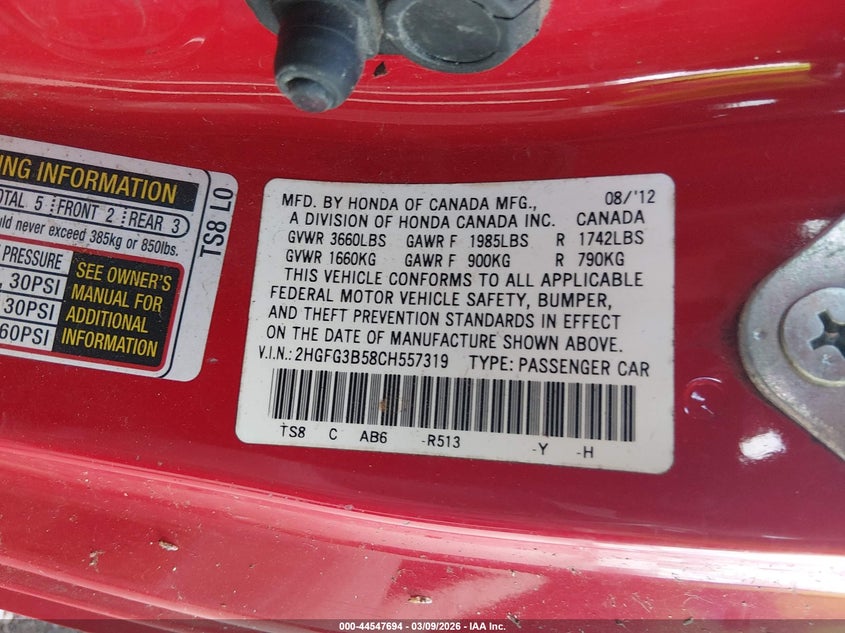 NG INFORMATION
OTAL 5 FRONT 2 REAR 3
uld never exceed 385kg or 850lbs.
PRESSURE
, 30PSI
30PSI
60PSI
SEE OWNER'S
MANUAL FOR
ADDITIONAL
INFORMATION
TS8 L0
MFD. BY HONDA OF CANADA MFG., 08/'12
A DIVISION OF HONDA CANADA INC. CANADA
GVWR 3660LBS GAWR F 1985LBS R 1742LBS
GVWR 1660KG GAWR F 900KG R 790KG
THIS VEHICLE CONFORMS TO ALL APPLICABLE
FEDERAL MOTOR VEHICLE SAFETY, BUMPER,
AND THEFT PREVENTION STANDARDS IN EFFECT
ON THE DATE OF MANUFACTURE SHOWN ABOVE.
V.I.N.: 2HGFG3B58CH557319 TYPE: PASSENGER CAR
TS8 C AB6 -R513 -Y -H
000-44547694 - 03/09/2026 - IAA Inc.